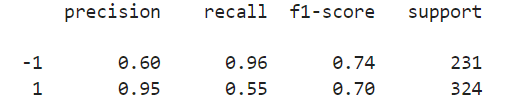 precision recall f1-score support
-1 0.60 0.96 0.74 231
1 0.95 0.55 0.70 324